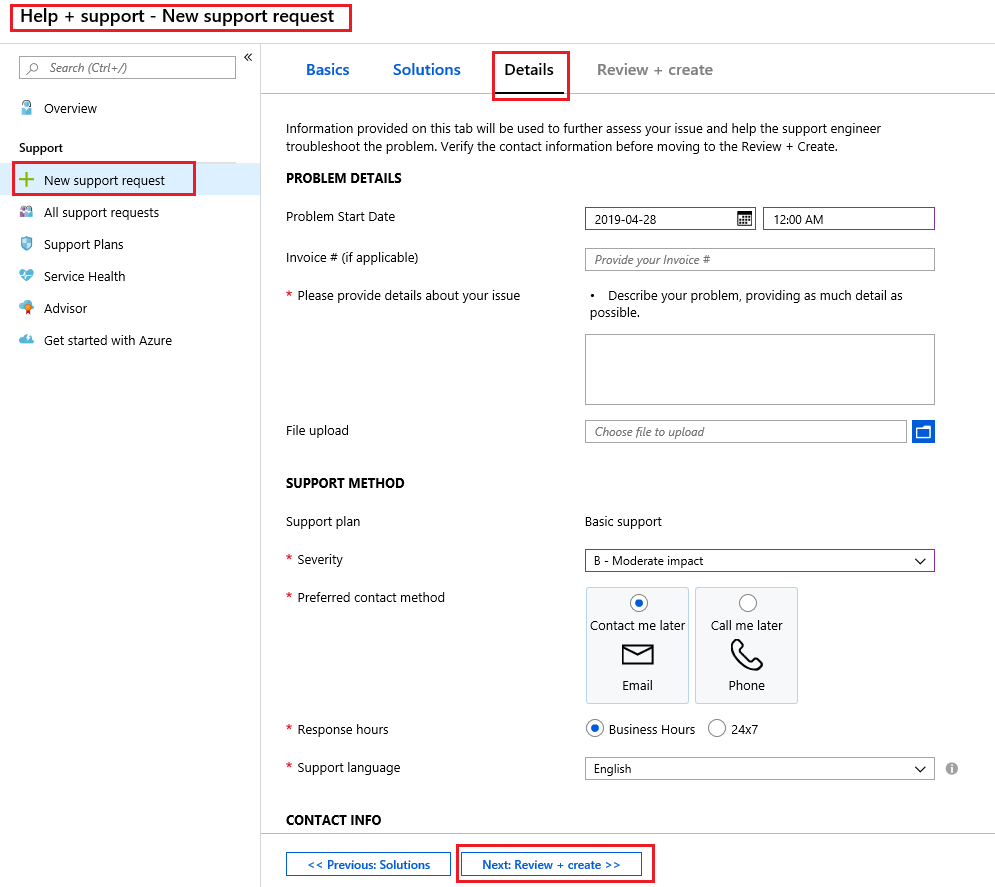 Help + support - New support request
Search (Ctrl+/)
«
Overview
Support
New support request
All support requests
Support Plans
Service Health
Advisor
Get started with Azure
Basics
Solutions
Details
Review + create
Information provided on this tab will be used to further assess your issue and help the support engineer
troubleshoot the problem. Verify the contact information before moving to the Review + Create.
PROBLEM DETAILS
Problem Start Date
2019-04-28
12:00 AM
Invoice # (if applicable)
Provide your Invoice #
* Please provide details about your issue
• Describe your problem, providing as much detail as
possible.
File upload
Choose file to upload
SUPPORT METHOD
Support plan
Basic support
* Severity
B - Moderate impact
* Preferred contact method
Contact me later
Email
Call me later
Phone
* Response hours
Business Hours
24x7
* Support language
English
CONTACT INFO
<< Previous: Solutions
Next: Review + create >>